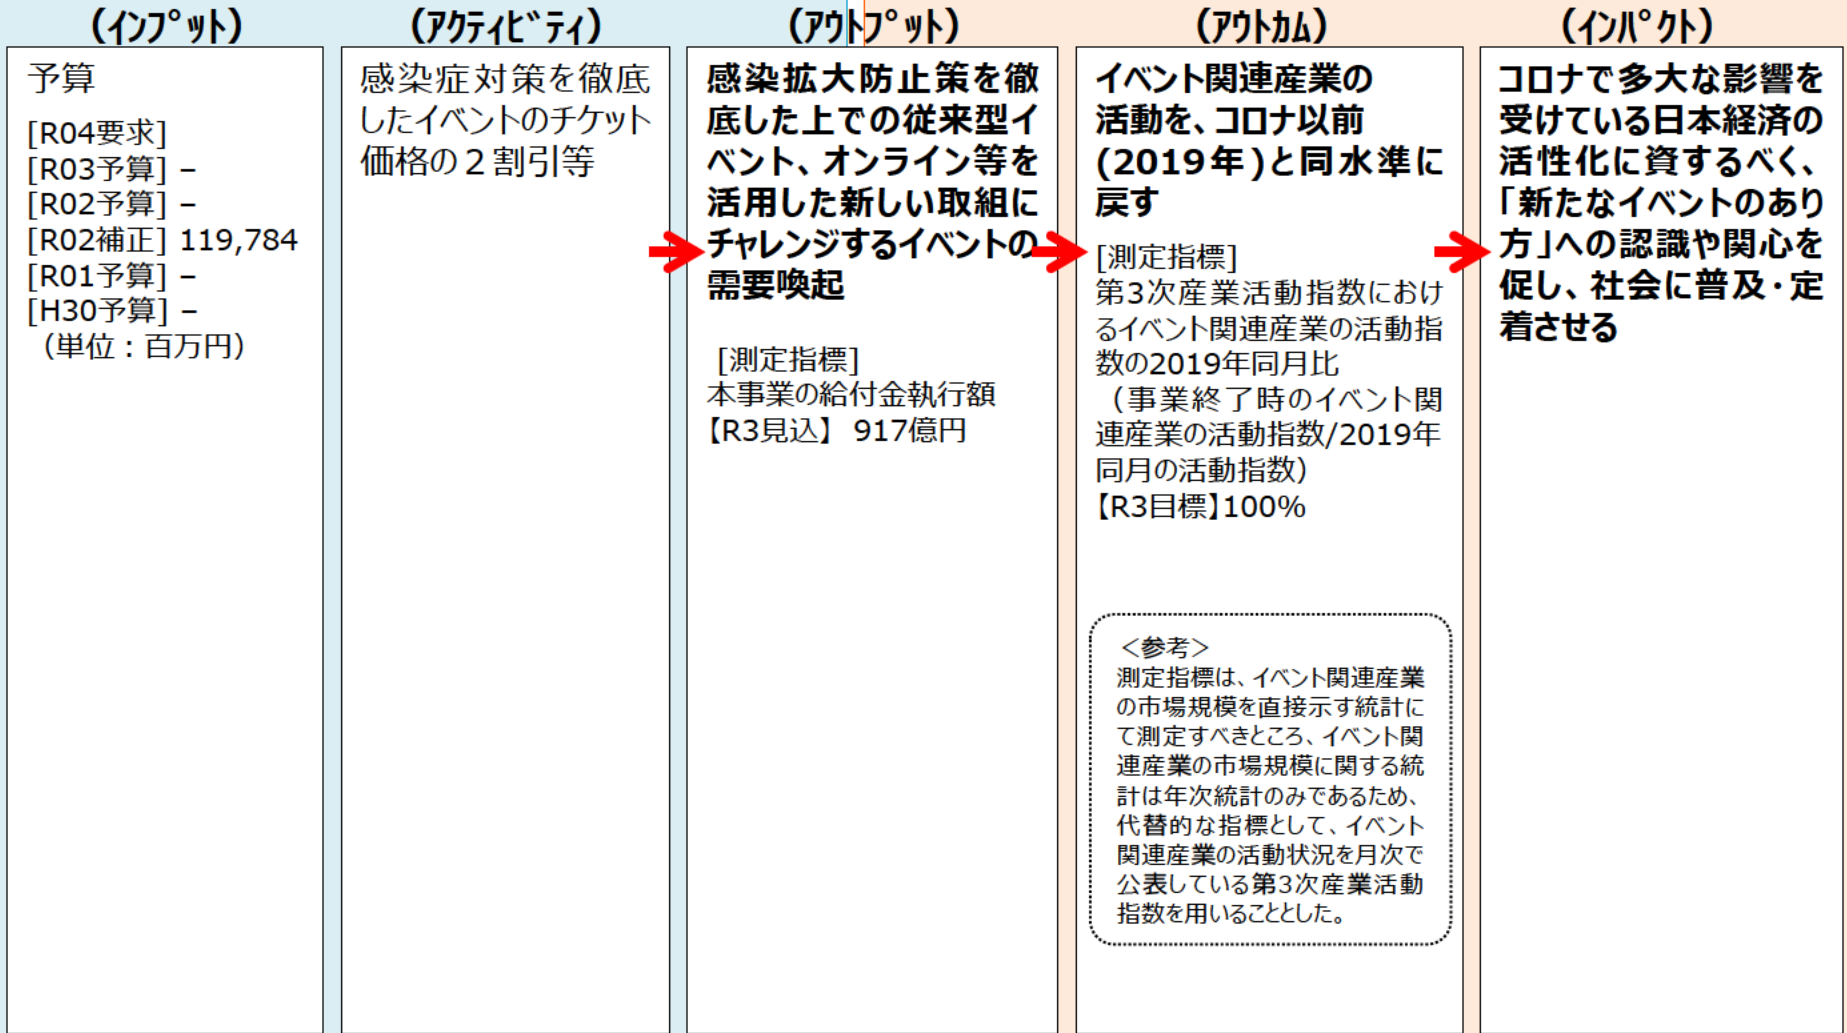 (インプット)
予算
[R04要求]
[R03予算] –
[R02予算] –
[R02補正] 119,784
[R01予算] –
[H30予算] –
（単位：百万円）
(アクティビティ)
感染症対策を徹底
したイベントのチケット
価格の２割引等
(アウトプット)
感染拡大防止策を徹
底した上での従来型イ
ベント、オンライン等を
活用した新しい取組に
チャレンジするイベントの
需要喚起
[測定指標]
本事業の給付金執行額
【R3見込】 917億円
(アウトカム)
イベント関連産業の
活動を、コロナ以前
(2019年)と同水準に
戻す
[測定指標]
第3次産業活動指数におけ
るイベント関連産業の活動指
数の2019年同月比
（事業終了時のイベント関
連産業の活動指数/2019年
同月の活動指数）
【R3目標】100%
＜参考＞
測定指標は、イベント関連産業
の市場規模を直接示す統計に
て測定すべきところ、イベント関
連産業の市場規模に関する統
計は年次統計のみであるため、
代替的な指標として、イベント
関連産業の活動状況を月次で
公表している第3次産業活動
指数を用いることとした。
(インパクト)
コロナで多大な影響を
受けている日本経済の
活性化に資するべく、
「新たなイベントのあり
方」への認識や関心を
促し、社会に普及・定
着させる